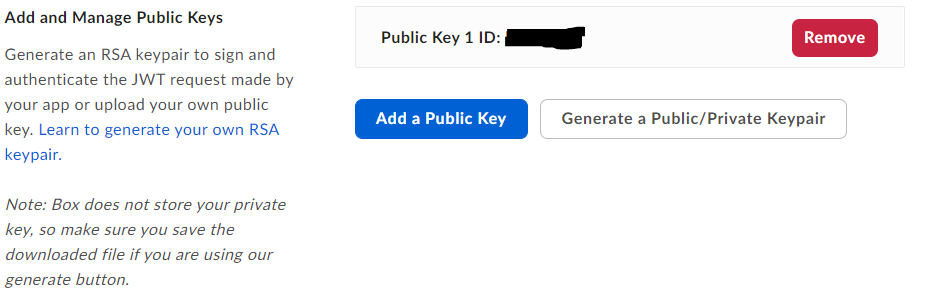 Add and Manage Public Keys
Generate an RSA keypair to sign and
authenticate the JWT request made by
your app or upload your own public
key. Learn to generate your own RSA
keypair.
Note: Box does not store your private
key, so make sure you save the
downloaded file if you are using our
generate button.
Public Key 1 ID:
Remove
Add a Public Key
Generate a Public/Private Keypair